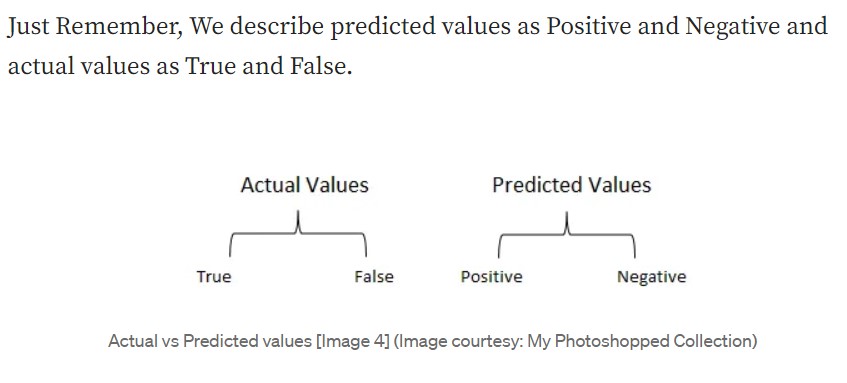 Just Remember, We describe predicted values as Positive and Negative and
actual values as True and False.
Actual Values
Predicted Values
True
False
Positive
Negative
Actual vs Predicted values [Image 4] (Image courtesy: My Photoshopped Collection)